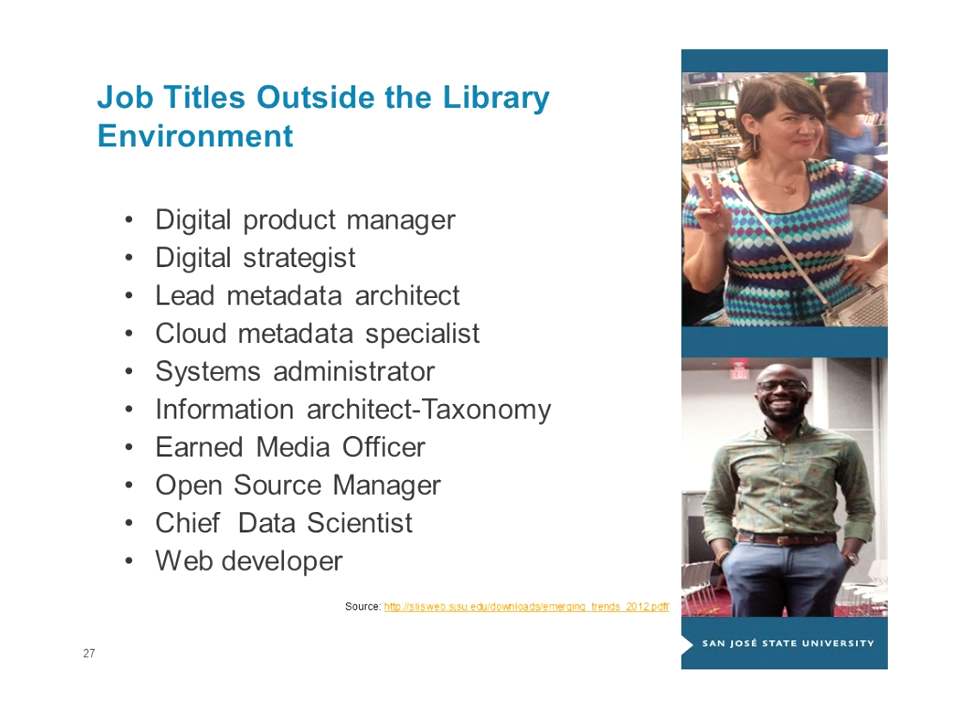 Job Titles Outside the Library
Environment
• Digital product manager
• Digital strategist
• Lead metadata architect
• Cloud metadata specialist
• Systems administrator
• Information architect-Taxonomy
• Earned Media Officer
• Open Source Manager
• Chief Data Scientist
• Web developer
Source: http://slisweb.sjsu.edu/downloads/emerging_trends_2012.pdff
27
SAN JOSÉ STATE UNIVERSITY